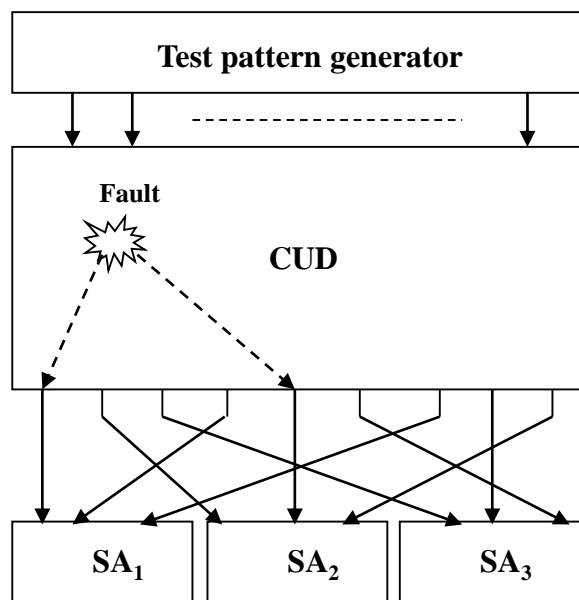 Test pattern generator
Fault
CUD
SA₁ SA₂ SA₃